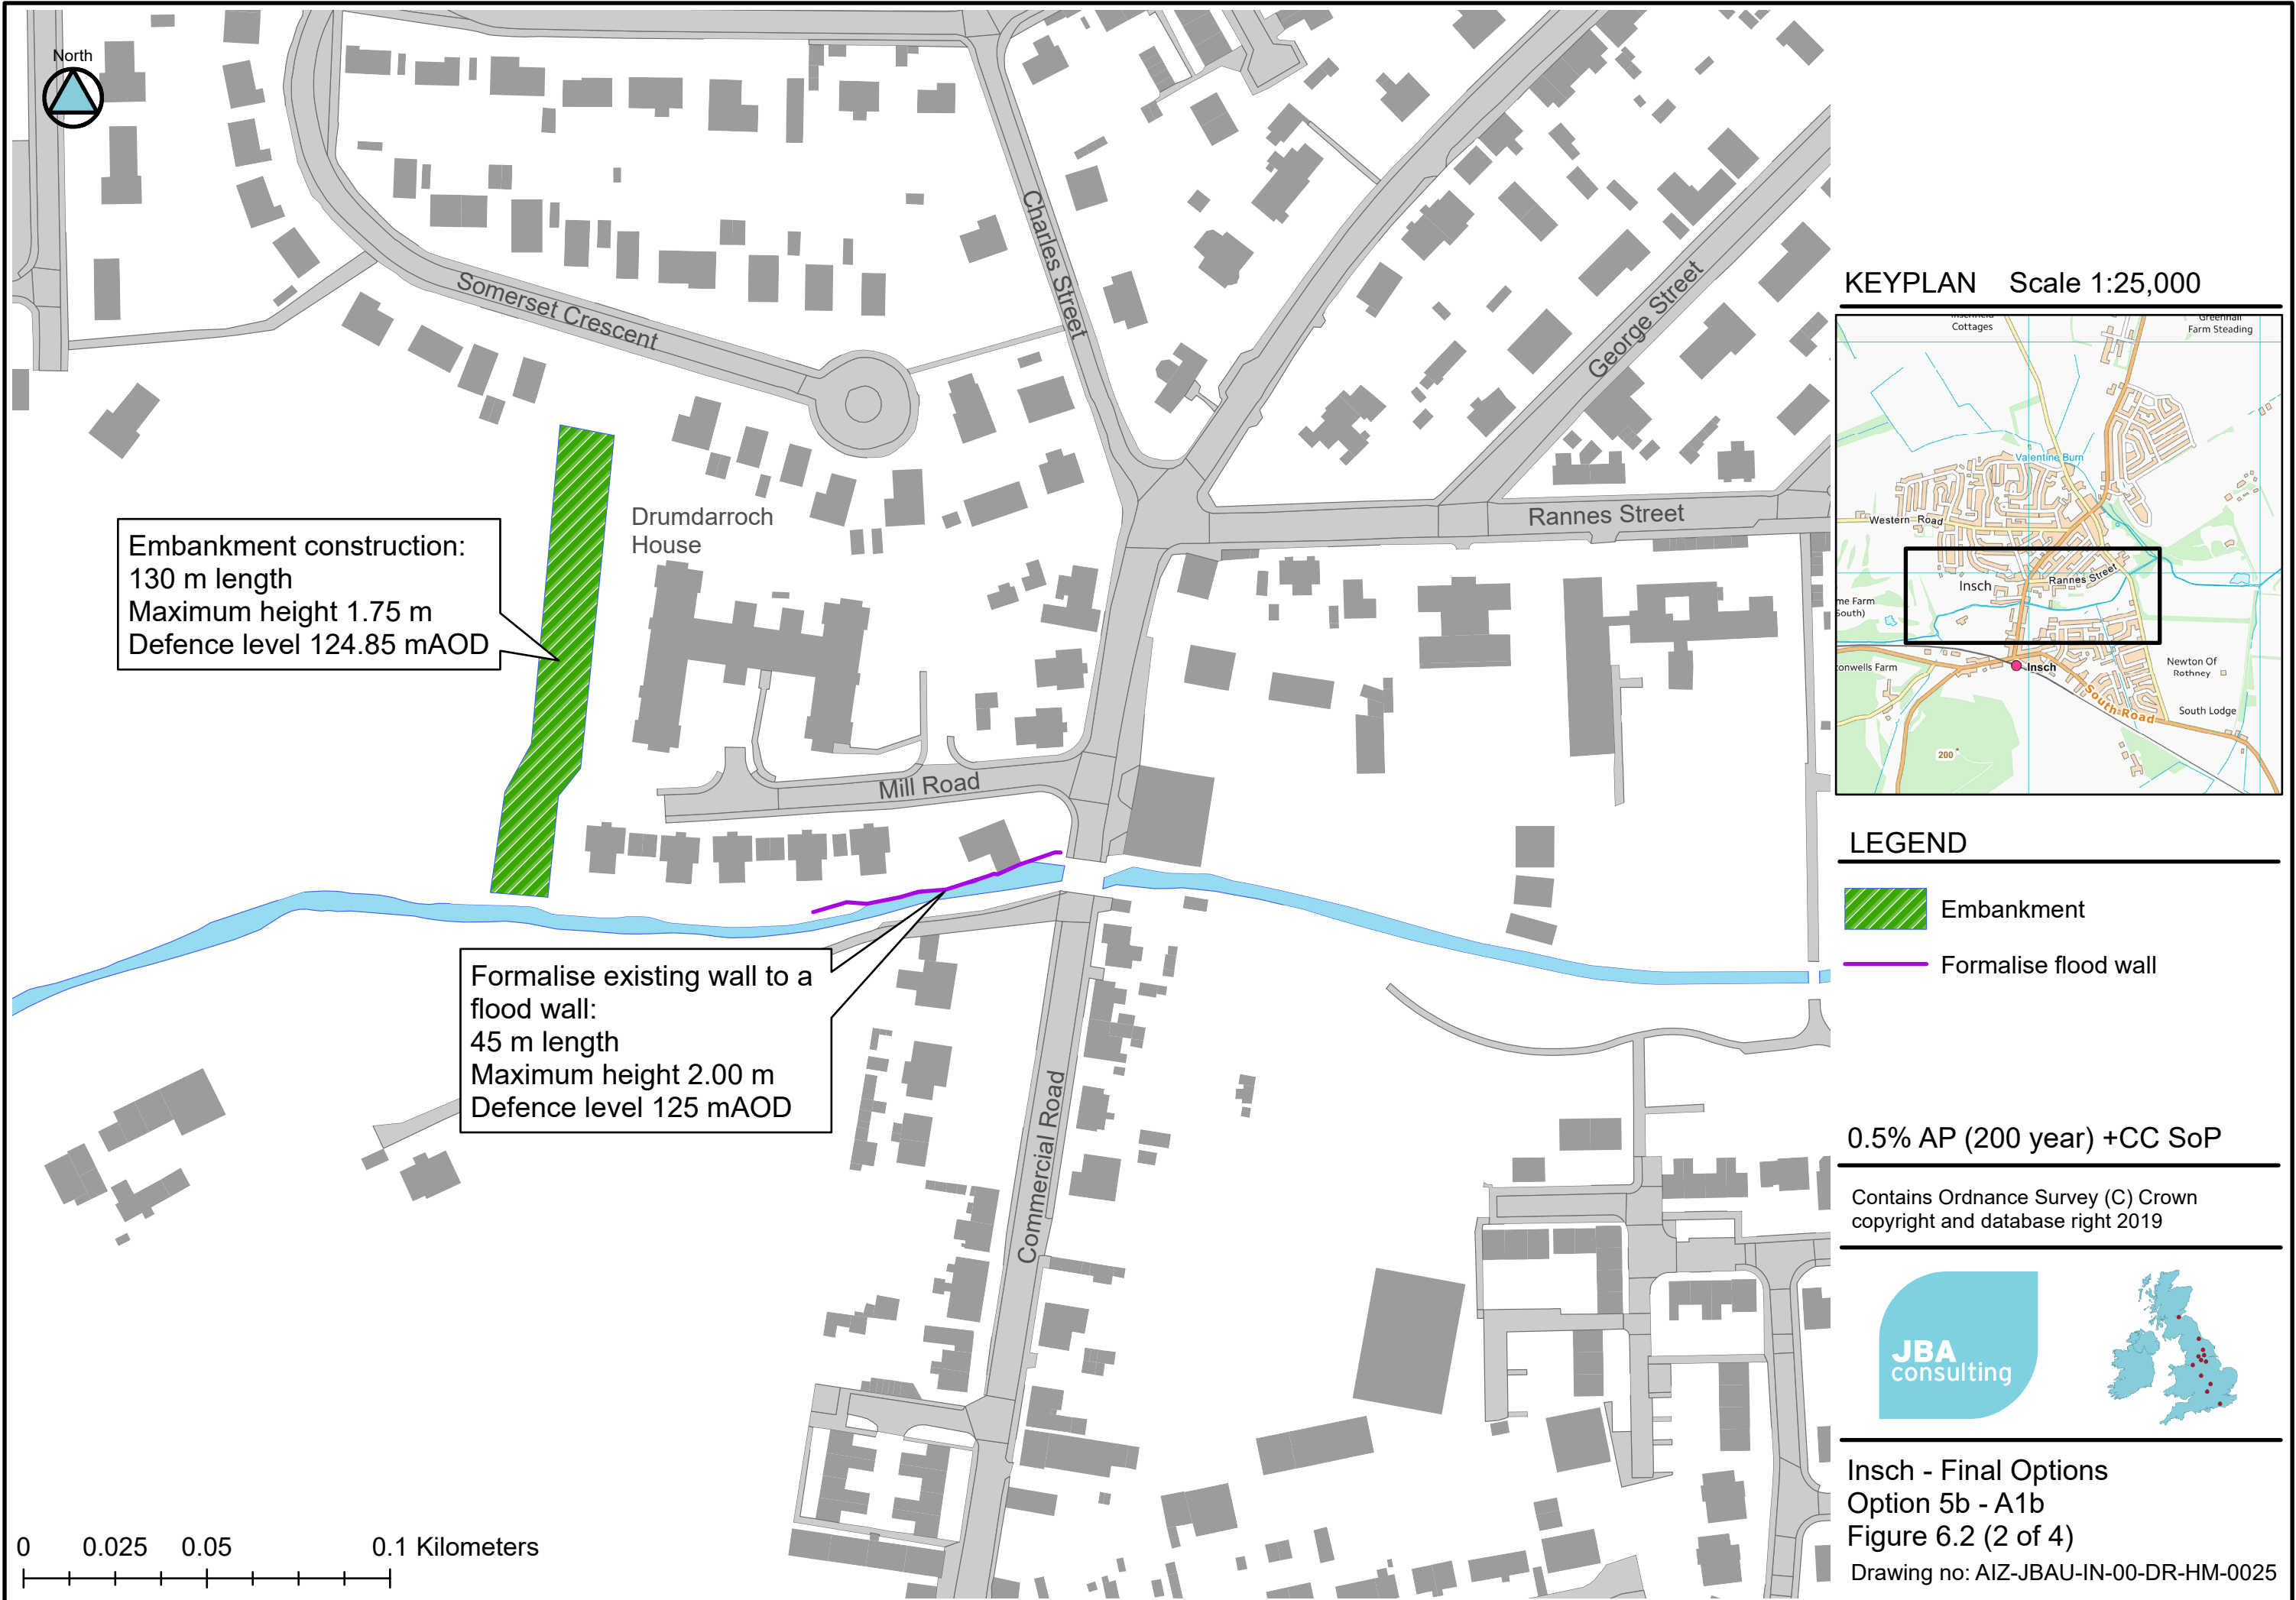 North
Charles Street
Somerset Crescent
George Street
Rannes Street
Drumdarroch
House
Embankment construction:
130 m length
Maximum height 1.75 m
Defence level 124.85 mAOD
Mill Road
Formalise existing wall to a
flood wall:
45 m length
Maximum height 2.00 m
Defence level 125 mAOD
Commercial Road
0 0.025 0.05 0.1 Kilometers
KEYPLAN Scale 1:25,000
Cottages
Greenhall
Farm Steading
Valentine Burn
Western Road
Rannes Street
Insch
me Farm
South)
onwells Farm
Insch
Newton Of
Rothney
South Road
South Lodge
200
LEGEND
Embankment
Formalise flood wall
0.5% AP (200 year) +CC SoP
Contains Ordnance Survey (C) Crown
copyright and database right 2019
JBA
consulting
Insch - Final Options
Option 5b - A1b
Figure 6.2 (2 of 4)
Drawing no: AIZ-JBAU-IN-00-DR-HM-0025